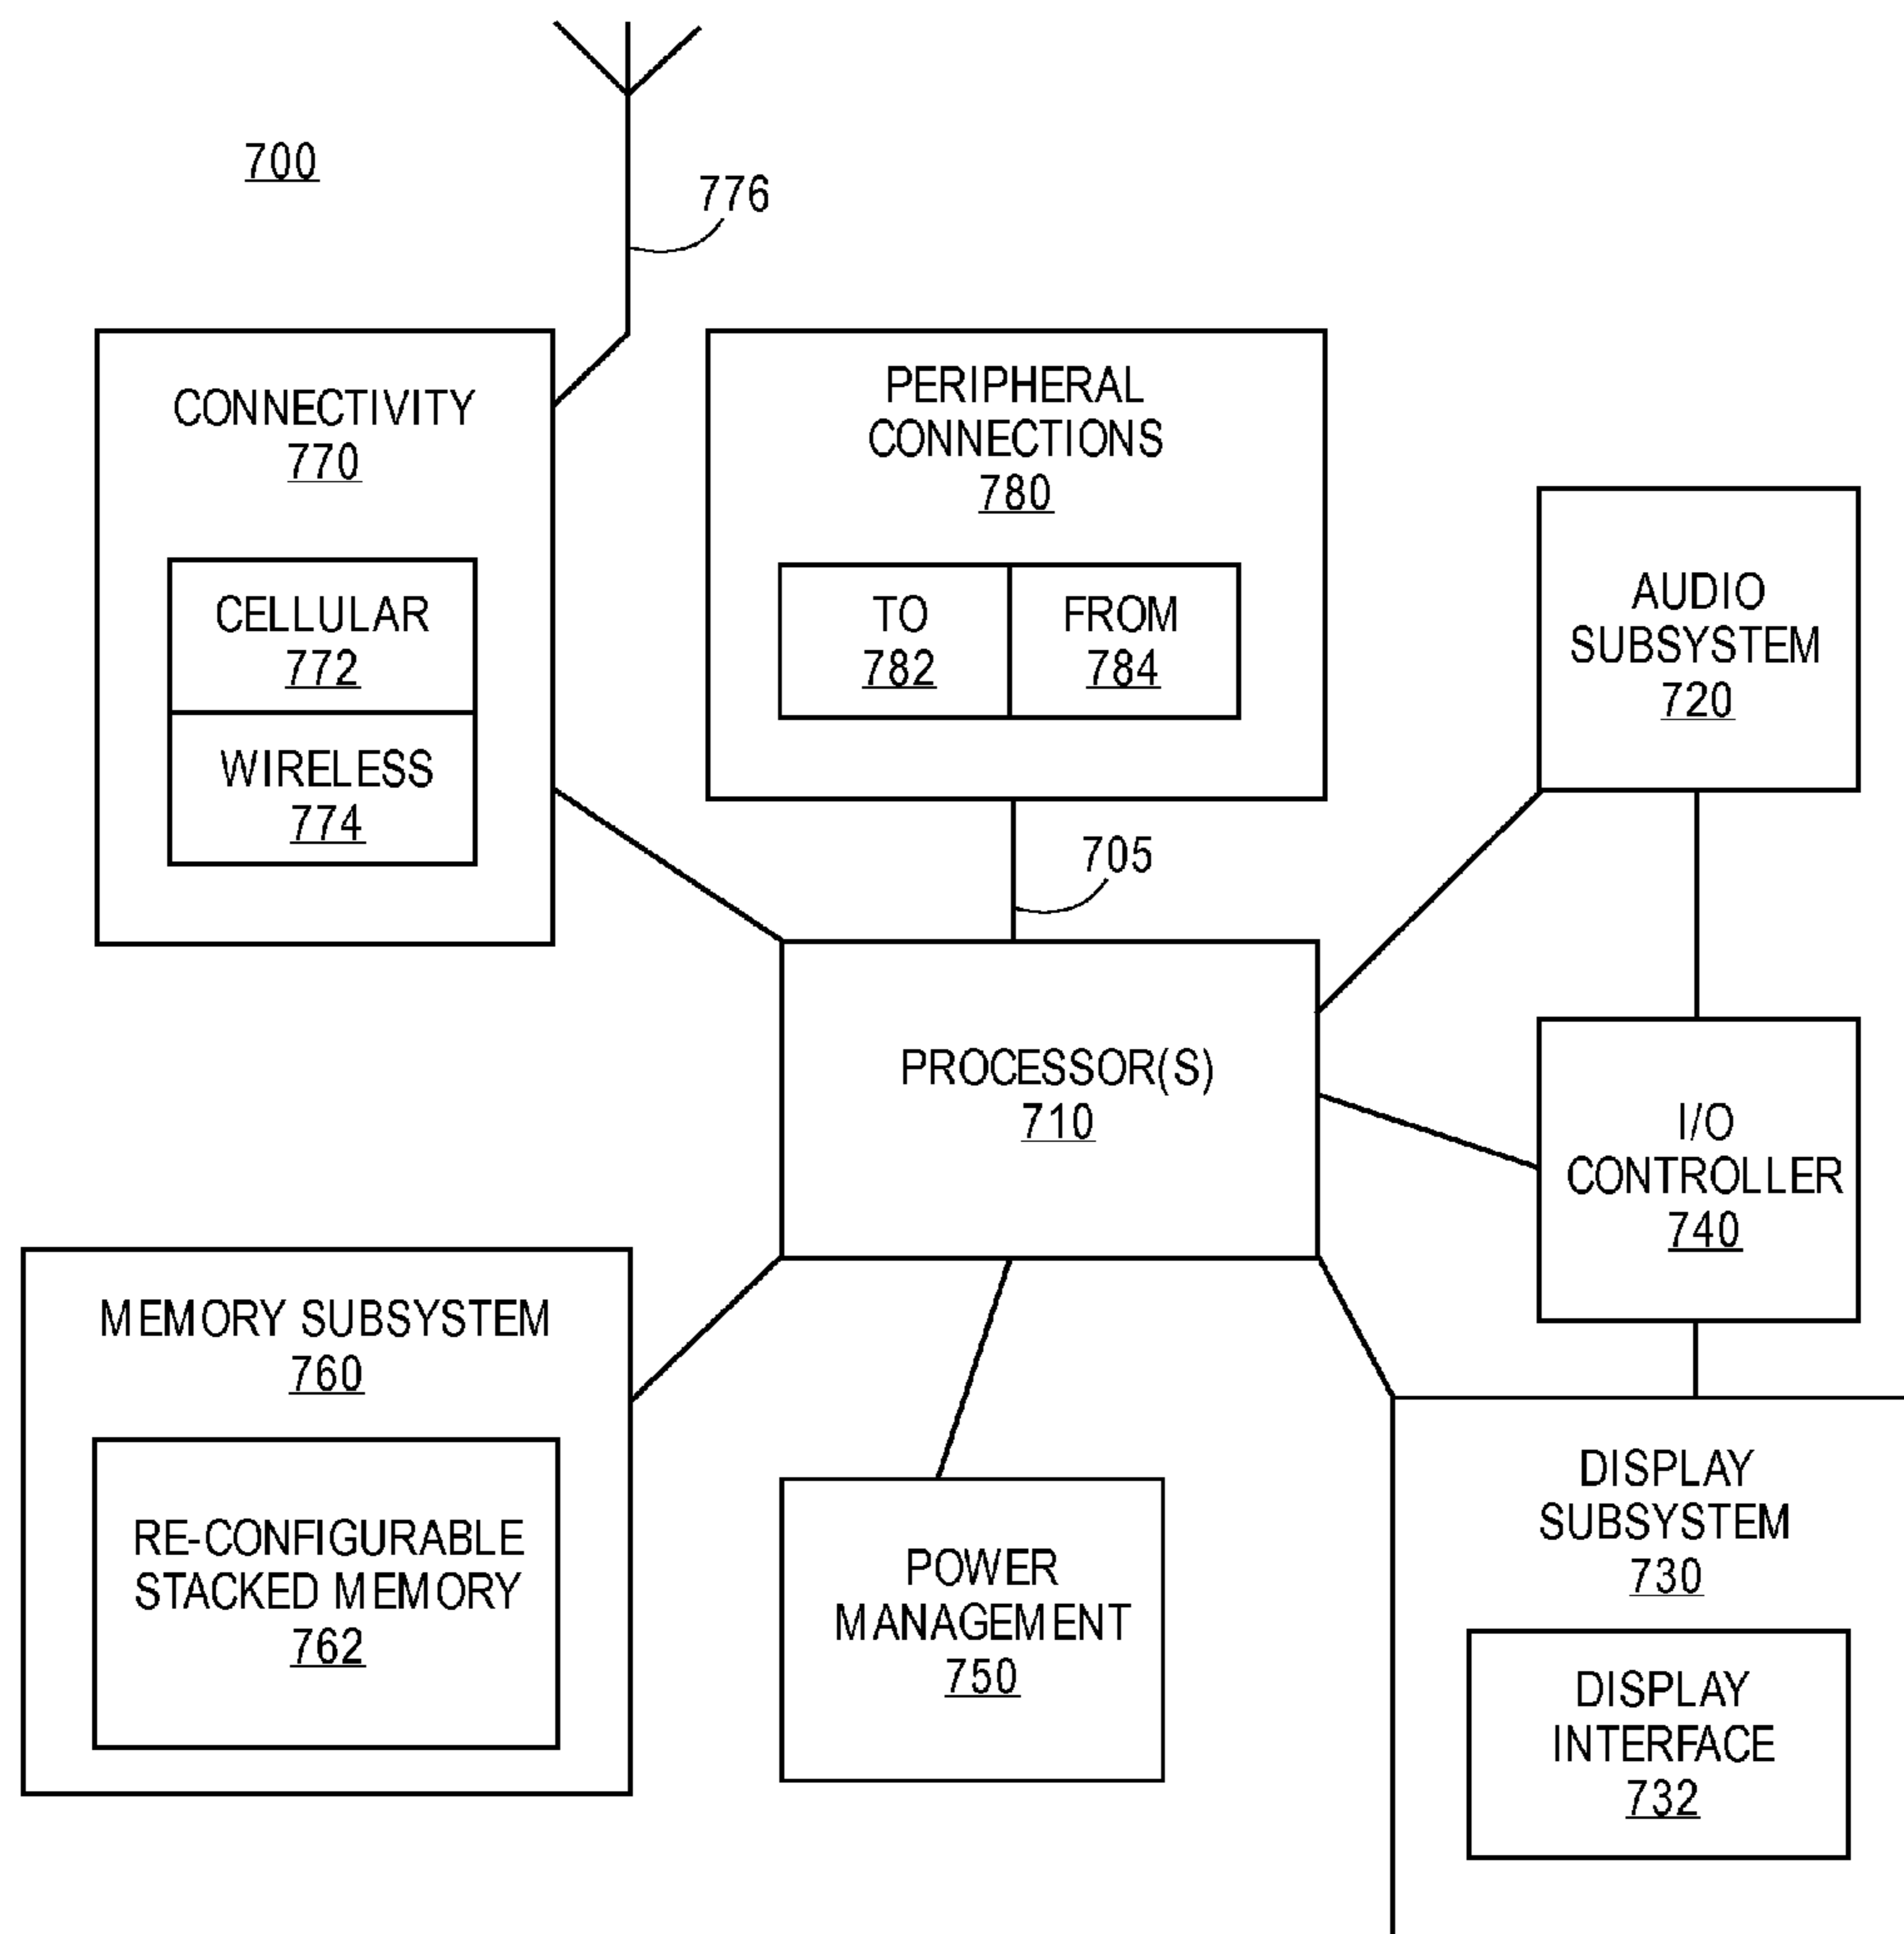 700
776
CONNECTIVITY
770
CELLULAR
772
WIRELESS
774
PERIPHERAL
CONNECTIONS
780
TO
782
FROM
784
AUDIO
SUBSYSTEM
720
705
PROCESSOR(S)
710
I/O
CONTROLLER
740
MEMORY SUBSYSTEM
760
RE-CONFIGURABLE
STACKED MEMORY
762
POWER
MANAGEMENT
750
DISPLAY
SUBSYSTEM
730
DISPLAY
INTERFACE
732